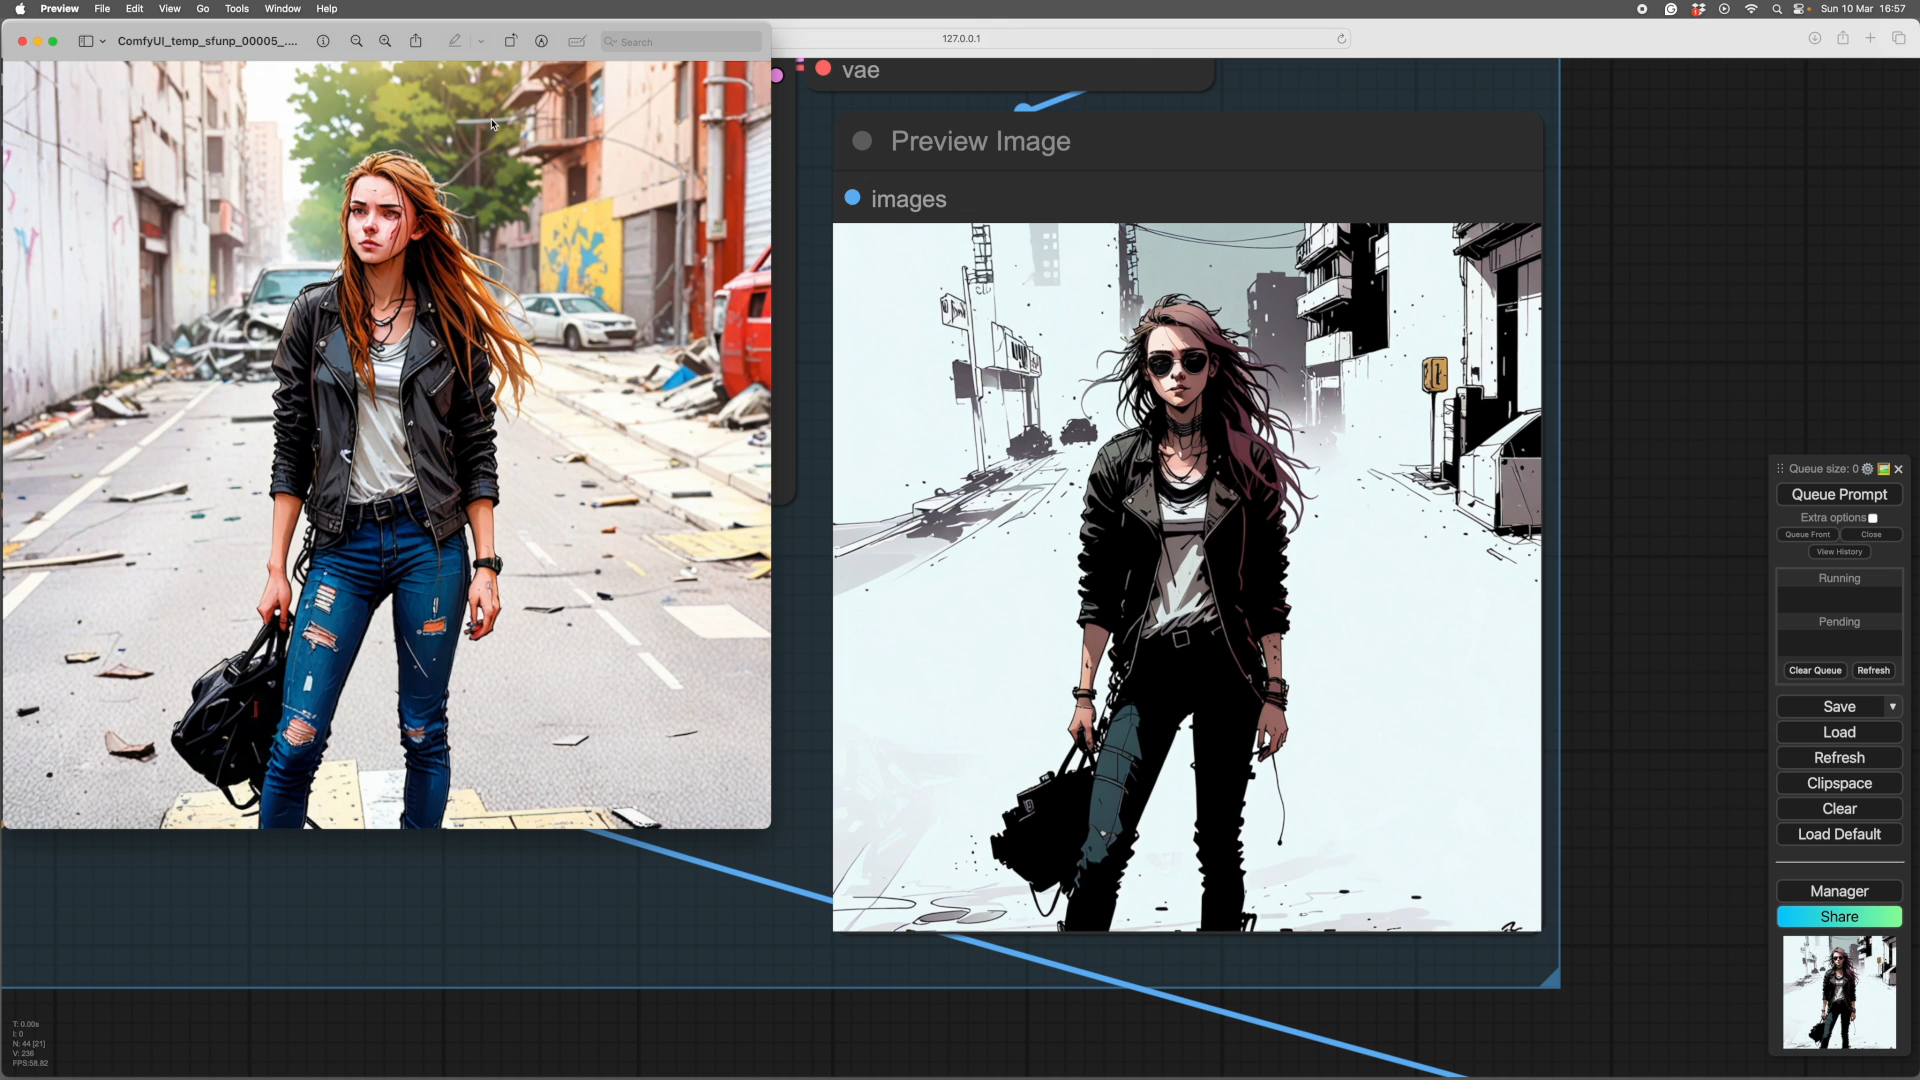 Preview File Edit View Go Tools Window Help
Sun 10 Mar 16:57
ComfyUI_temp_sfunp_00005_....
Search
127.0.0.1
vae
Preview Image
images
Queue size: 0
Queue Prompt
Extra options
Queue Front Close
View History
Running
Pending
Clear Queue Refresh
Save
Load
Refresh
Clipspace
Clear
Load Default
Manager
Share
T: 0.00s
I: 0
N: 44 [21]
V: 236
FPS:58.82